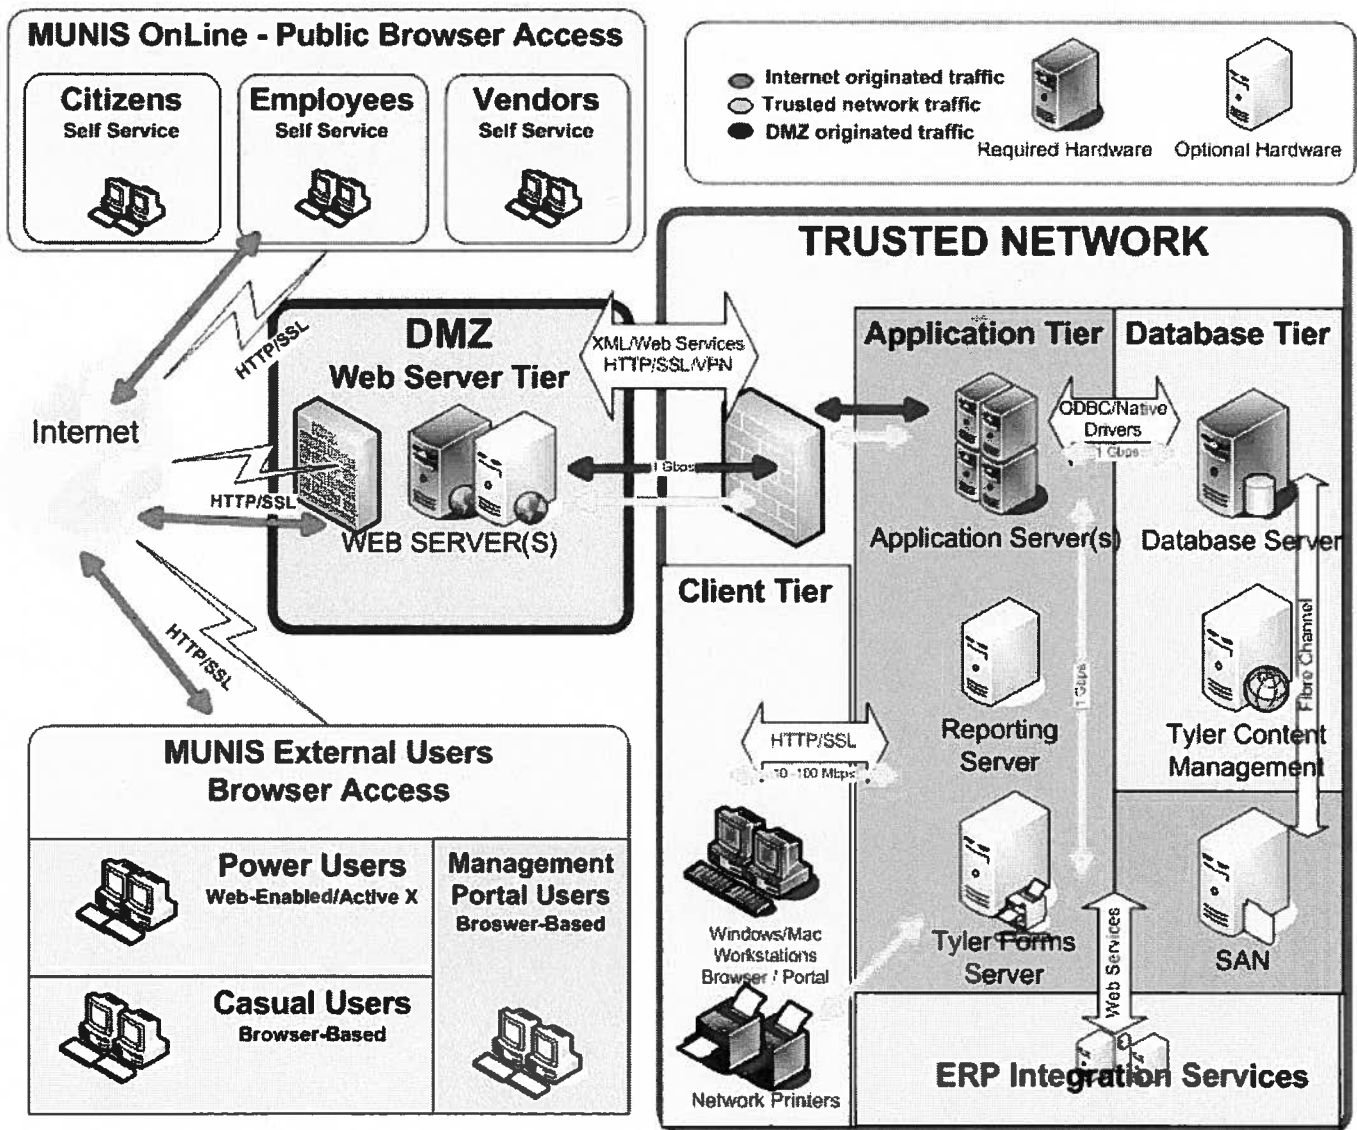 MUNIS OnLine - Public Browser Access
Citizens
Self Service
Employees
Self Service
Vendors
Self Service
Internet originated traffic
Trusted network traffic
DMZ originated traffic
Required Hardware
Optional Hardware
TRUSTED NETWORK
HTTP/SSL
DMZ
Web Server Tier
XML/Web Services
HTTP/SSL/VPN
Application Tier
Database Tier
Internet
HTTP/SSL
1 Gbps
ODBC/Native
Drivers
1 Gbps
WEB SERVER(S)
Application Server(s)
Database Server
Client Tier
HTTP/SSL
1 Gbps
Fibre Channel
Reporting
Server
Tyler Content
Management
HTTP/SSL
10 -100 Mbps
MUNIS External Users
Browser Access
Power Users
Web-Enabled/Active X
Management
Portal Users
Broswer-Based
Casual Users
Browser-Based
Windows/Mac
Workstations
Browser / Portal
Tyler Forms
Server
Web Services
SAN
Network Printers
ERP Integration Services